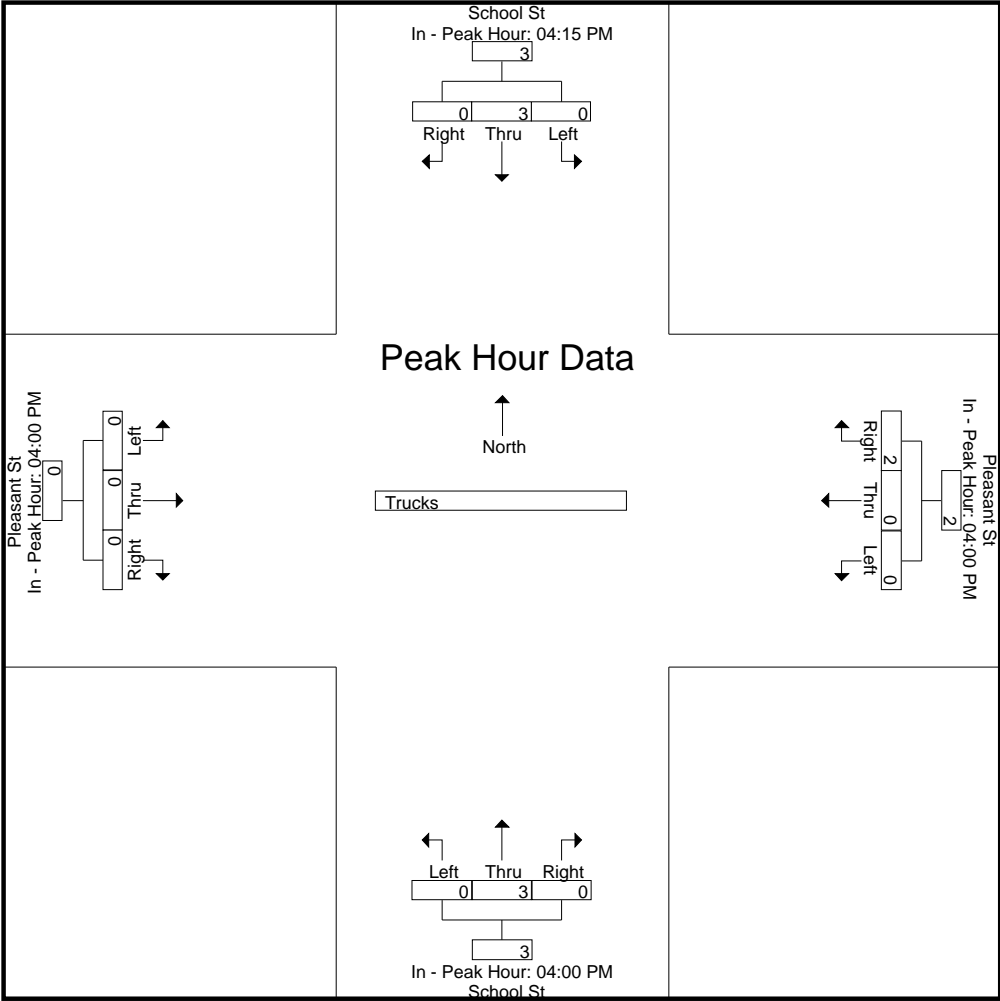 School St
In - Peak Hour: 04:15 PM
3
0 3 0
Right Thru Left
Peak Hour Data
North
Trucks
Pleasant St
In - Peak Hour: 04:00 PM
0
0 0 0
Left Thru Right
Pleasant St
In - Peak Hour: 04:00 PM
2
2 0 0
Right Thru Left
Left Thru Right
0 3 0
3
In - Peak Hour: 04:00 PM
School St